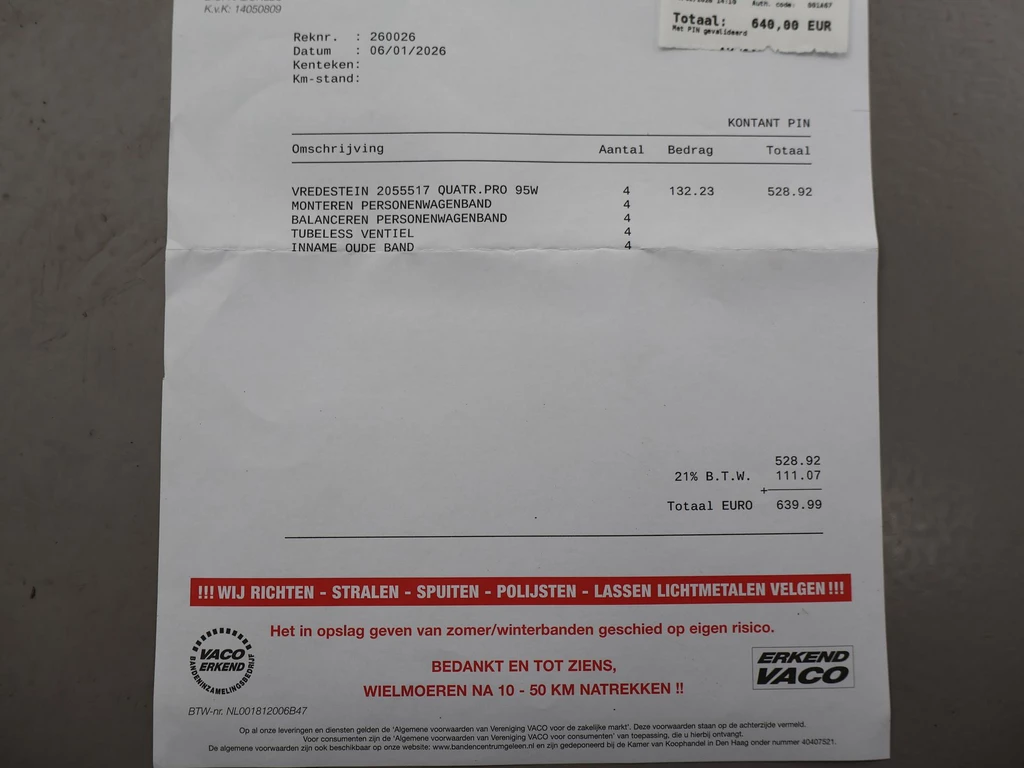 K.v.K: 14050809
Auth. code:
Totaal: 640,00 EUR
Met PIN gevalideerd
Reknr. : 260026
Datum : 06/01/2026
Kenteken:
Km-stand:
KONTANT PIN
Omschrijving Aantal Bedrag Totaal
VREDESTEIN 2055517 QUATR.PRO 95W 4 132.23 528.92
MONTEREN PERSONENWAGENBAND 4
BALANCEREN PERSONENWAGENBAND 4
TUBELESS VENTIEL 4
INNAME OUDE BAND 4
528.92
21% B.T.W. 111.07
+
Totaal EURO 639.99
!!! WIJ RICHTEN - STRALEN - SPUITEN - POLIJSTEN - LASSEN LICHTMETALEN VELGEN !!!
Het in opslag geven van zomer/winterbanden geschied op eigen risico.
VACO
ERKEND
BANDENINZAMELINGSBEDRIJF
BEDANKT EN TOT ZIENS,
WIELMOEREN NA 10 - 50 KM NATREKKEN !!
ERKEND
VACO
BTW-nr. NL001812006B47
Op al onze leveringen en diensten gelden de 'Algemene voorwaarden van Vereniging VACO voor de zakelijke markt'. Deze voorwaarden staan op de achterzijde vermeld.
Voor consumenten zijn de 'Algemene voorwaarden van Vereniging VACO voor consumenten' van toepassing, die u hierbij ontvangt.
De algemene voorwaarden zijn ook beschikbaar op onze website: www.bandencentrumgeleen.nl en zijn gedeponeerd bij de Kamer van Koophandel in Den Haag onder nummer 40407521.